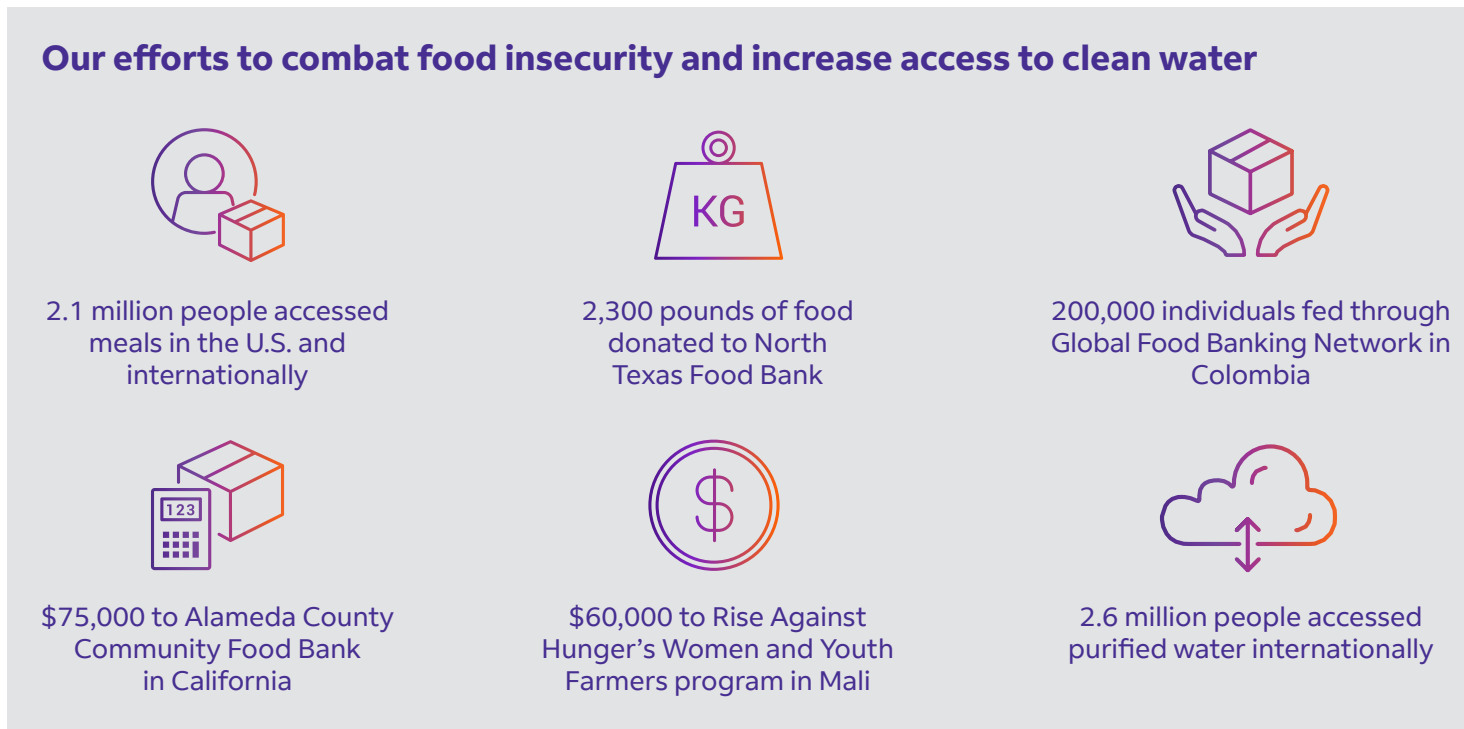 Our efforts to combat food insecurity and increase access to clean water
KG
2.1 million people accessed
meals in the U.S. and
internationally
2,300 pounds of food
donated to North
Texas Food Bank
200,000 individuals fed through
Global Food Banking Network in
Colombia
123
$
$75,000 to Alameda County
Community Food Bank
in California
$60,000 to Rise Against
Hunger's Women and Youth
Farmers program in Mali
2.6 million people accessed
purified water internationally